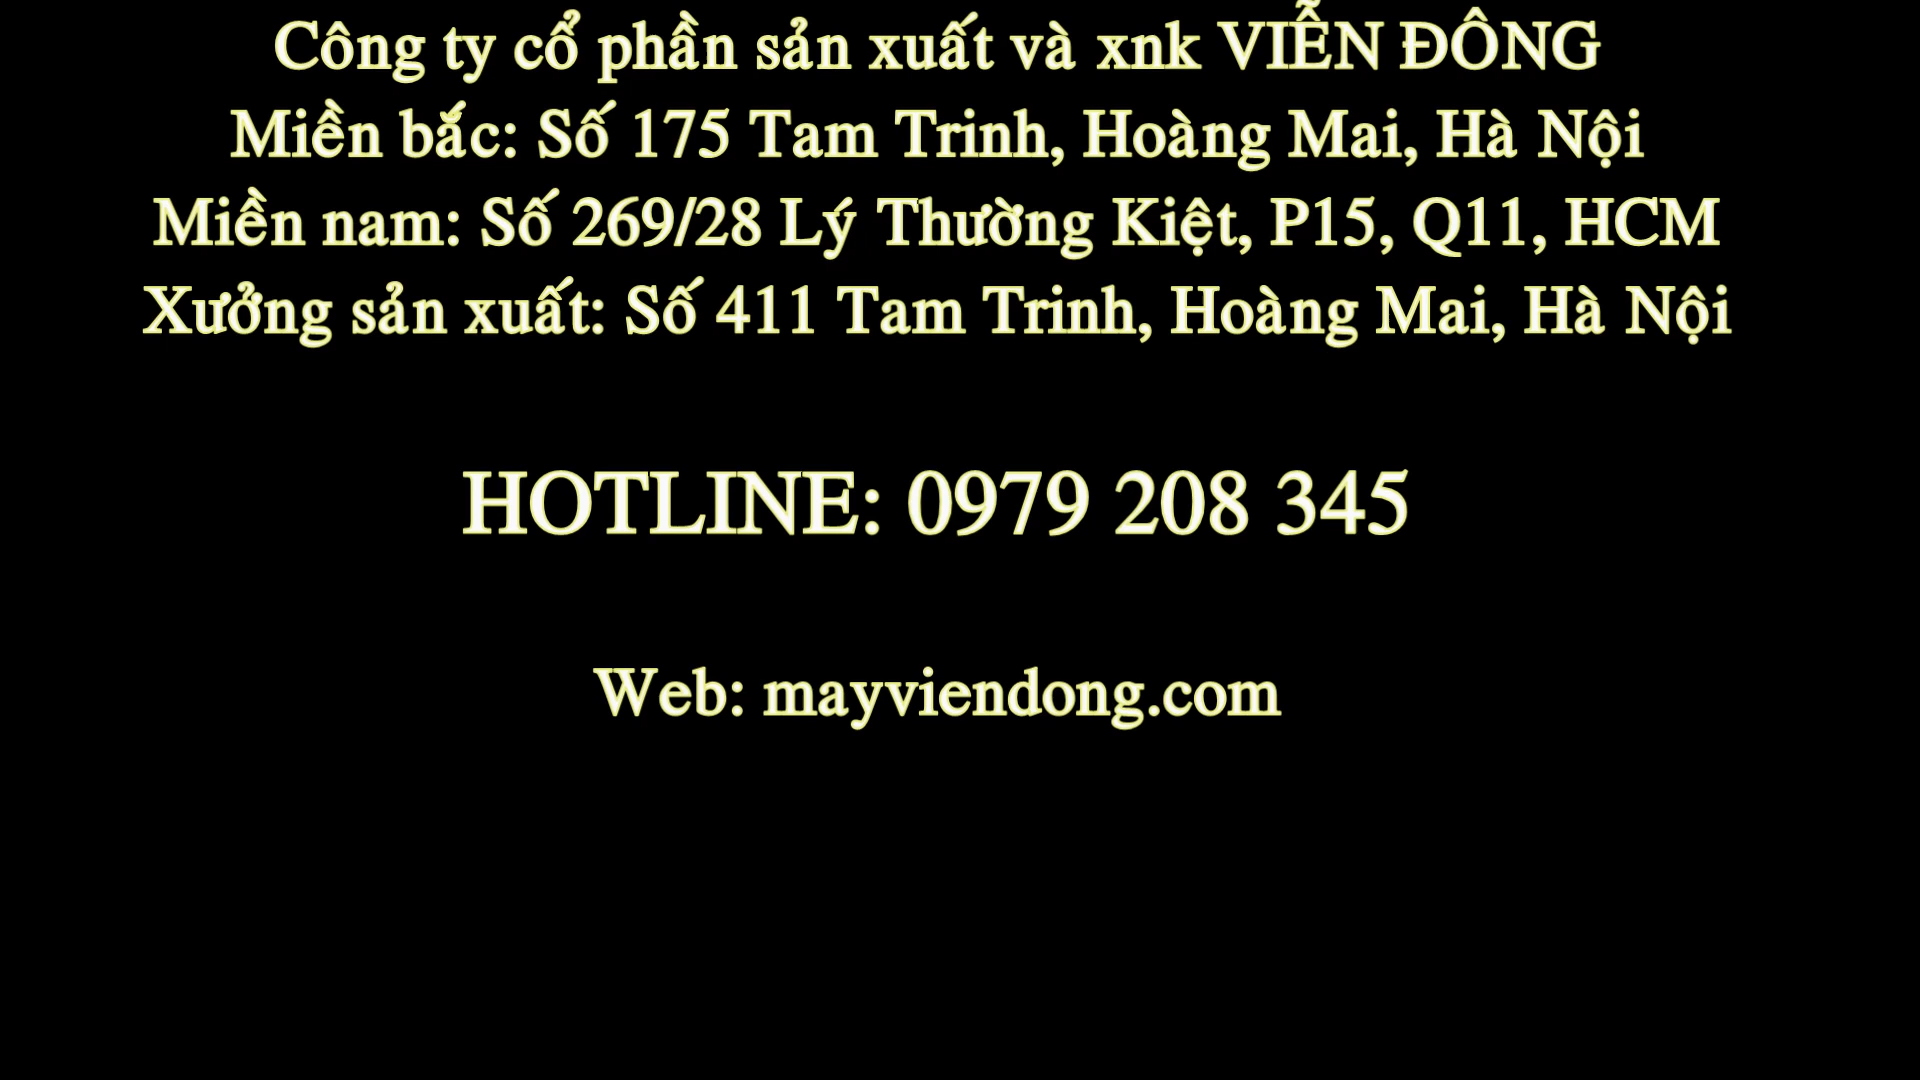 Công ty cổ phần sản xuất và xnk VIỄN ĐÔNG
Miền bắc: Số 175 Tam Trinh, Hoàng Mai, Hà Nội
Miền nam: Số 269/28 Lý Thường Kiệt, P15, Q11, HCM
Xưởng sản xuất: Số 411 Tam Trinh, Hoàng Mai, Hà Nội
HOTLINE: 0979 208 345
Web: mayviendong.com